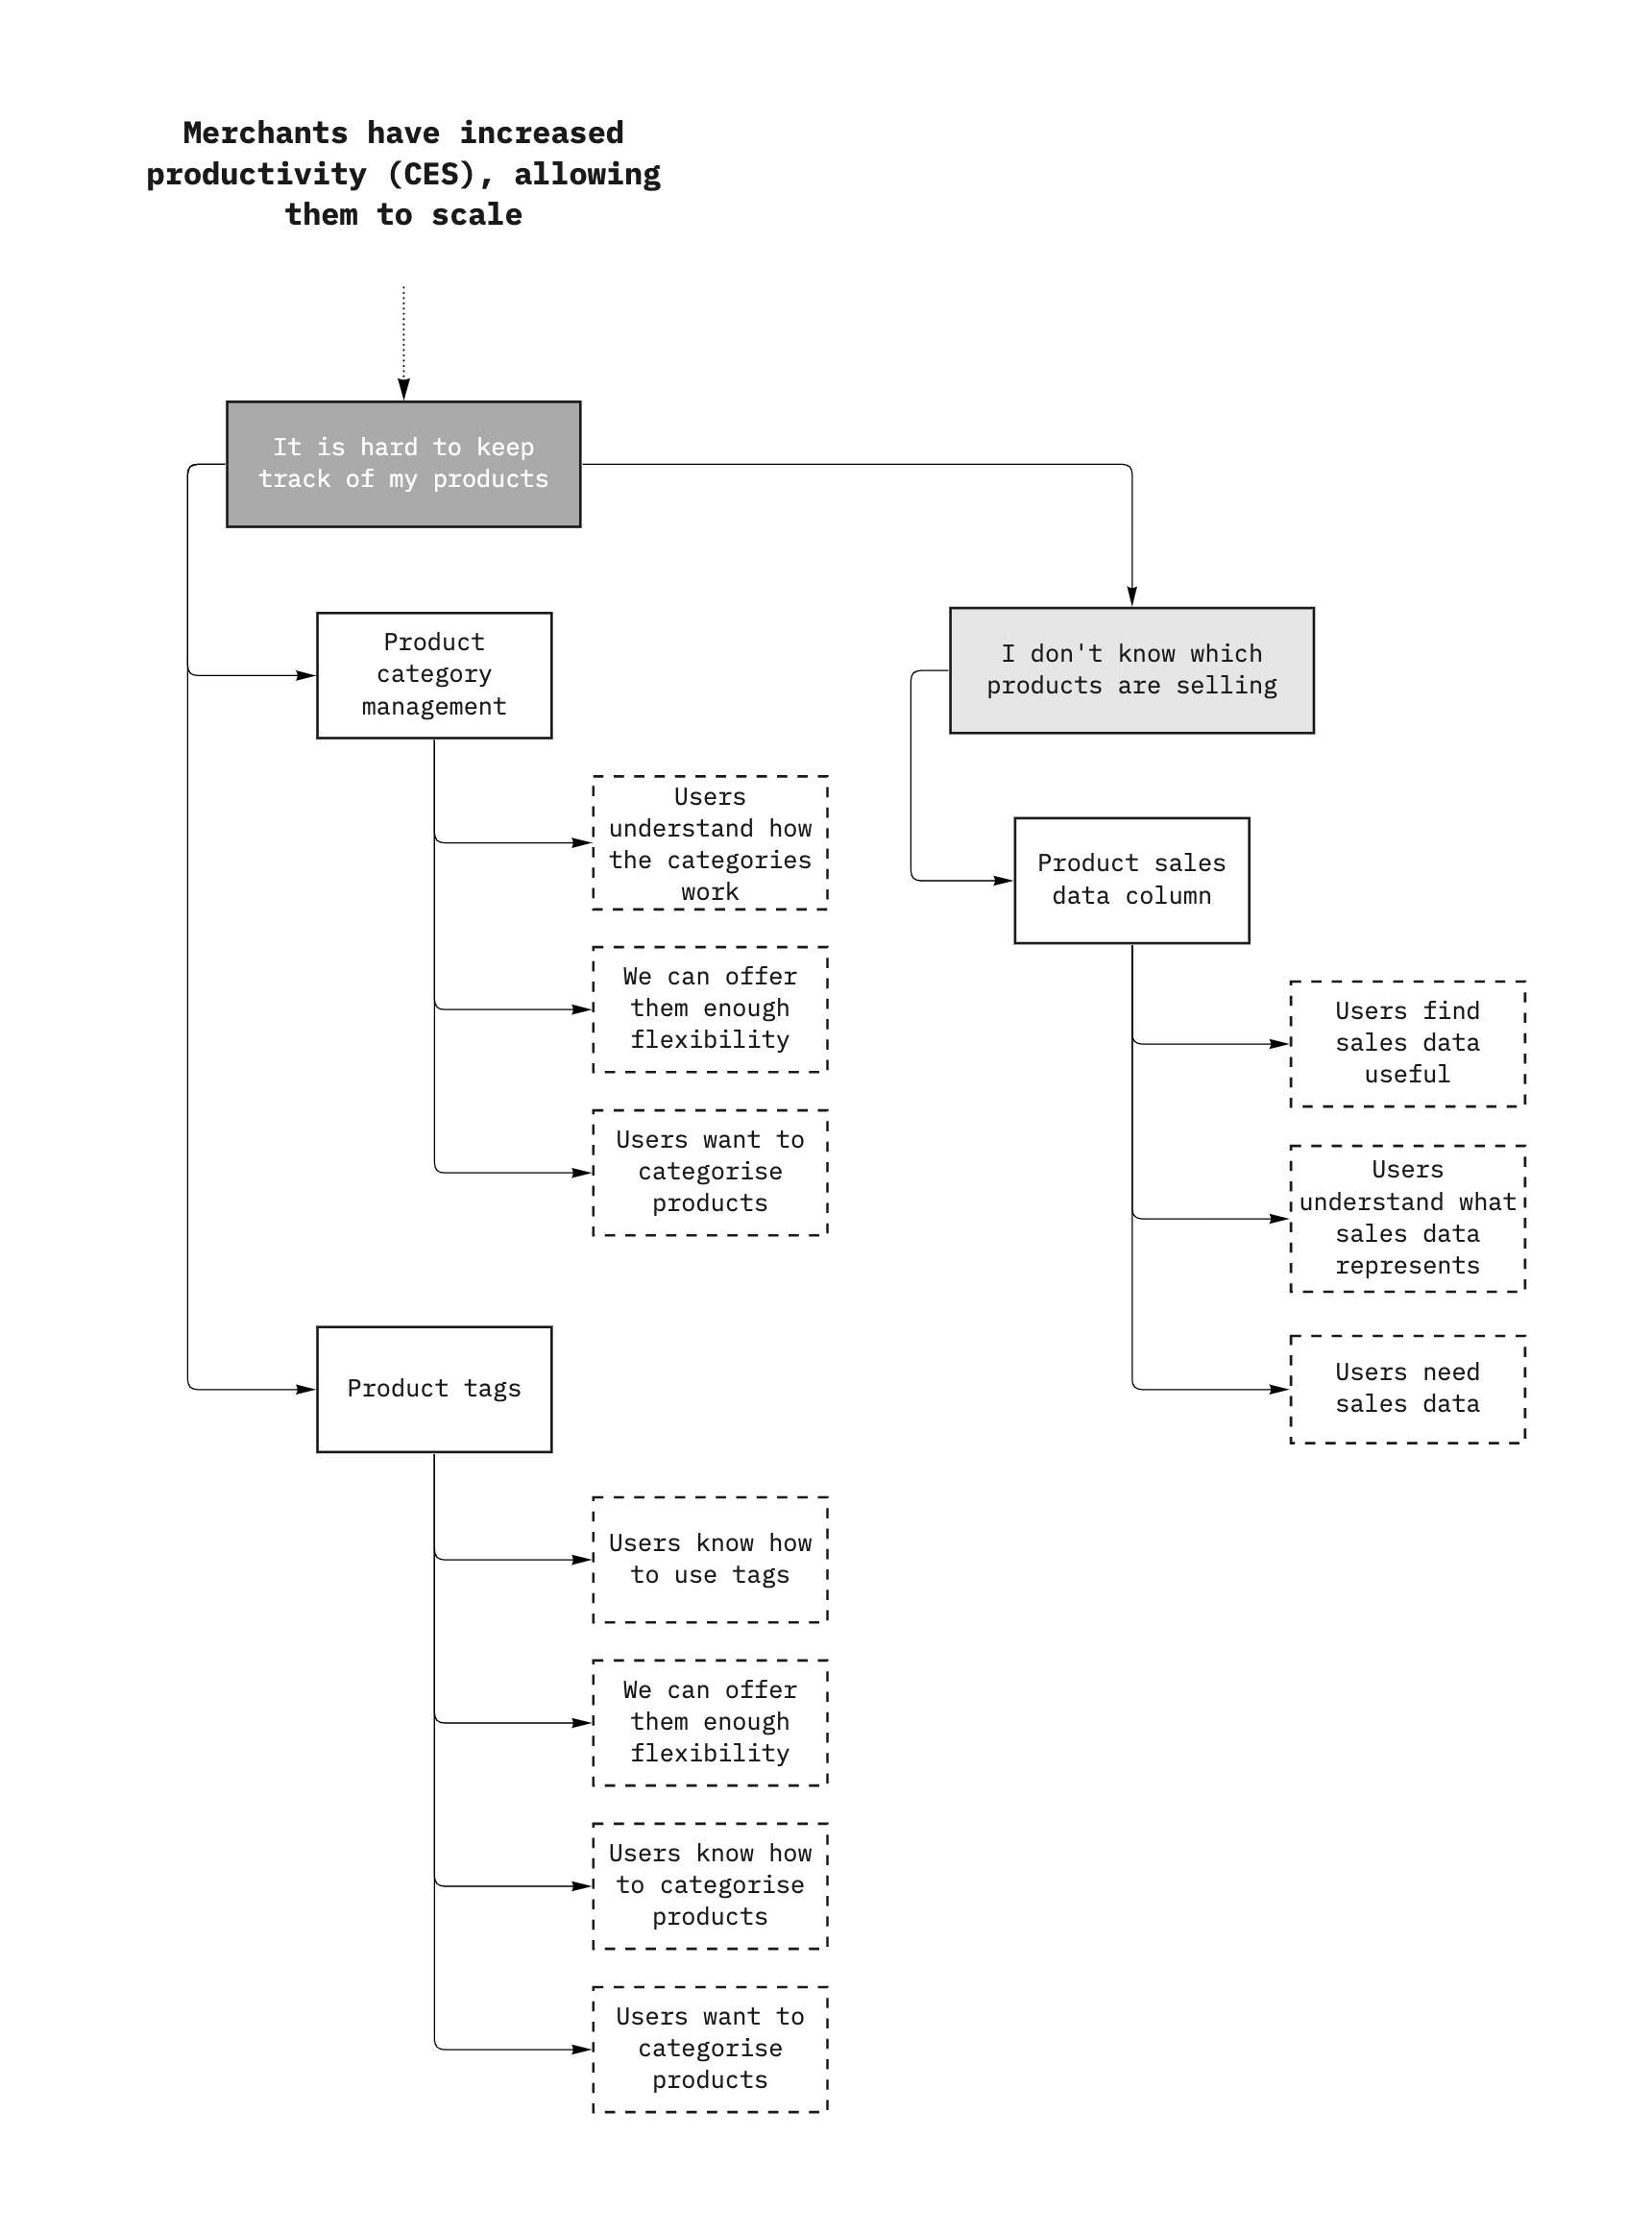 Merchants have increased
productivity (CES), allowing
them to scale
It is hard to keep
track of my products
Product
category
management
Users
understand how
the categories
work
We can offer
them enough
flexibility
Users want to
categorise
products
Product tags
Users know how
to use tags
We can offer
them enough
flexibility
Users know how
to categorise
products
Users want to
categorise
products
I don't know which
products are selling
Product sales
data column
Users find
sales data
useful
Users
understand what
sales data
represents
Users need
sales data